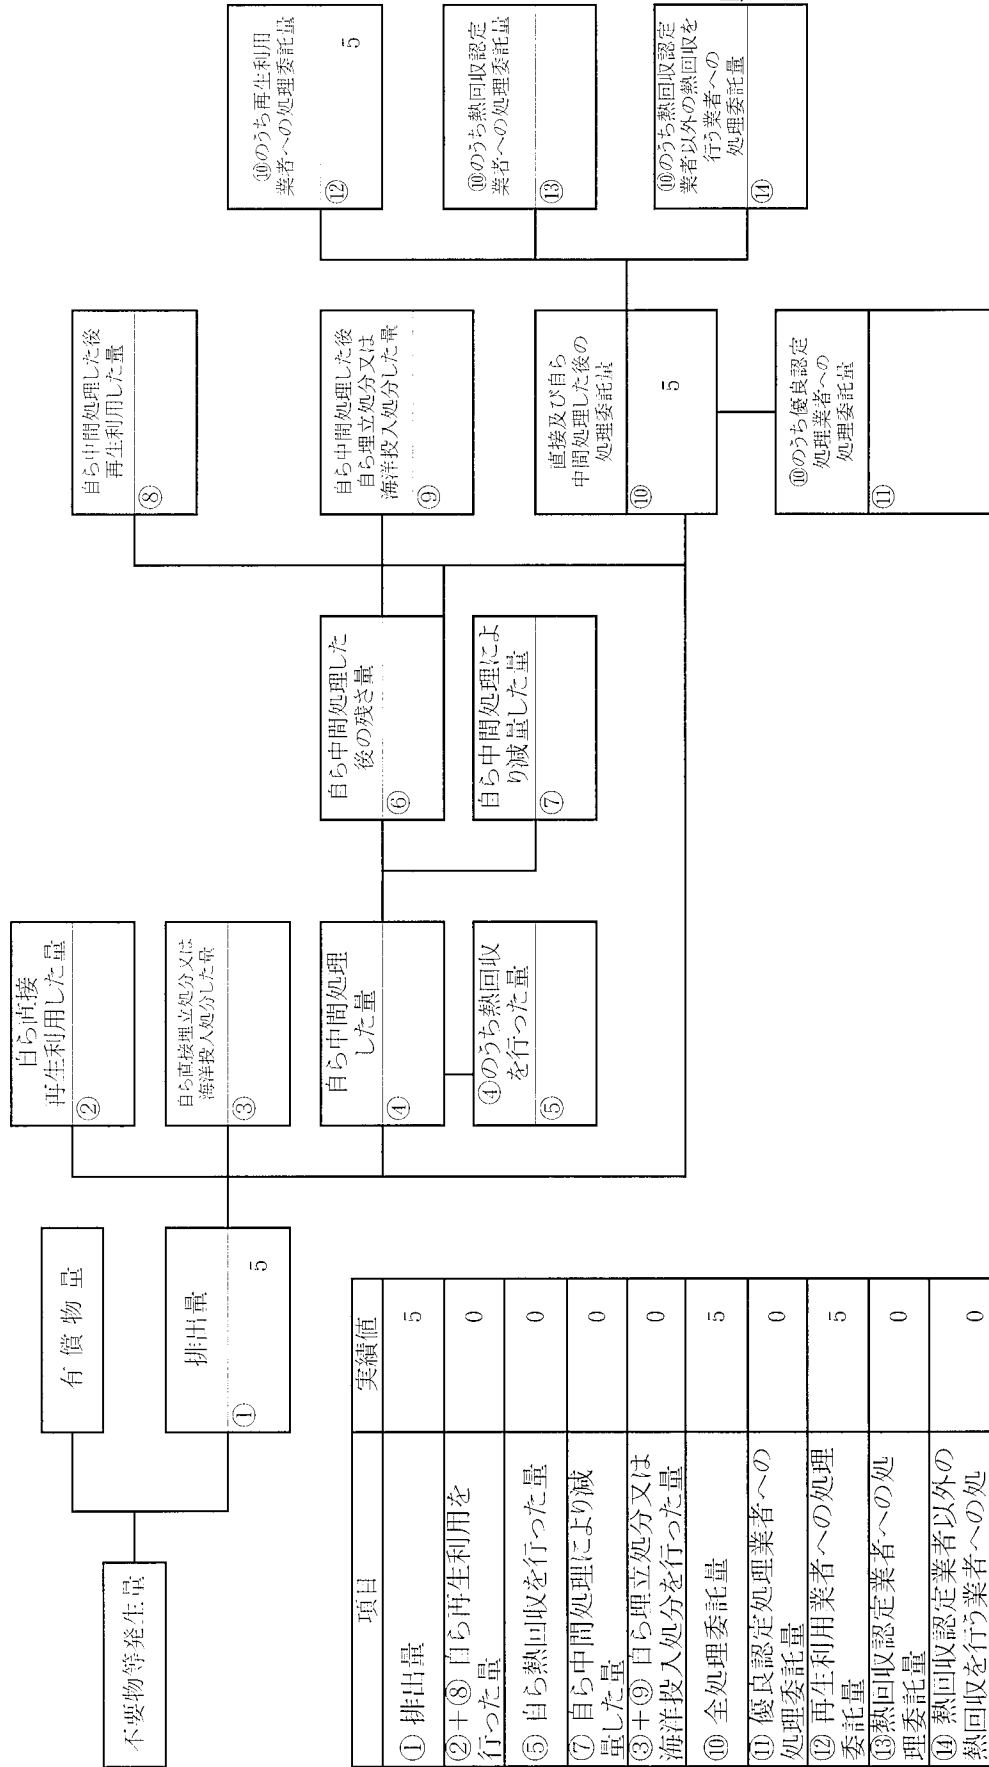 不要物等発生量
有償物量
排出量
① 5
自ら直接
再生利用した量
②
自ら直接埋立処分又は
海洋投入処分した量
③
自ら中間処理
した量
④
④のうち熱回収
を行った量
⑤
自ら中間処理した
後の残さ量
⑥
自ら中間処理によ
り減量した量
⑦
自ら中間処理した後
再生利用した量
⑧
自ら中間処理した後
自ら埋立処分又は
海洋投入処分した量
⑨
直接及び自ら
中間処理した後の
処理委託量
⑩ 5
⑩のうち優良認定
処理業者への
処理委託量
⑪
⑩のうち再生利用
業者への処理委託量
⑫ 5
⑩のうち熱回収認定
業者への処理委託量
⑬
⑩のうち熱回収認定
業者以外の熱回収を
行う業者への
処理委託量
⑭
項目 実績値
① 排出量 5
②+⑧ 自ら再生利用を
行った量 0
⑤ 自ら熱回収を行った量 0
⑦ 自ら中間処理により減
量した量 0
③+⑨ 自ら埋立処分又は
海洋投入処分を行った量 0
⑩ 全処理委託量 5
⑪ 優良認定処理業者への
処理委託量 0
⑫ 再生利用業者への処理
委託量 5
⑬熱回収認定業者への処
理委託量 0
⑭ 熱回収認定業者以外の
熱回収を行う業者への処 0